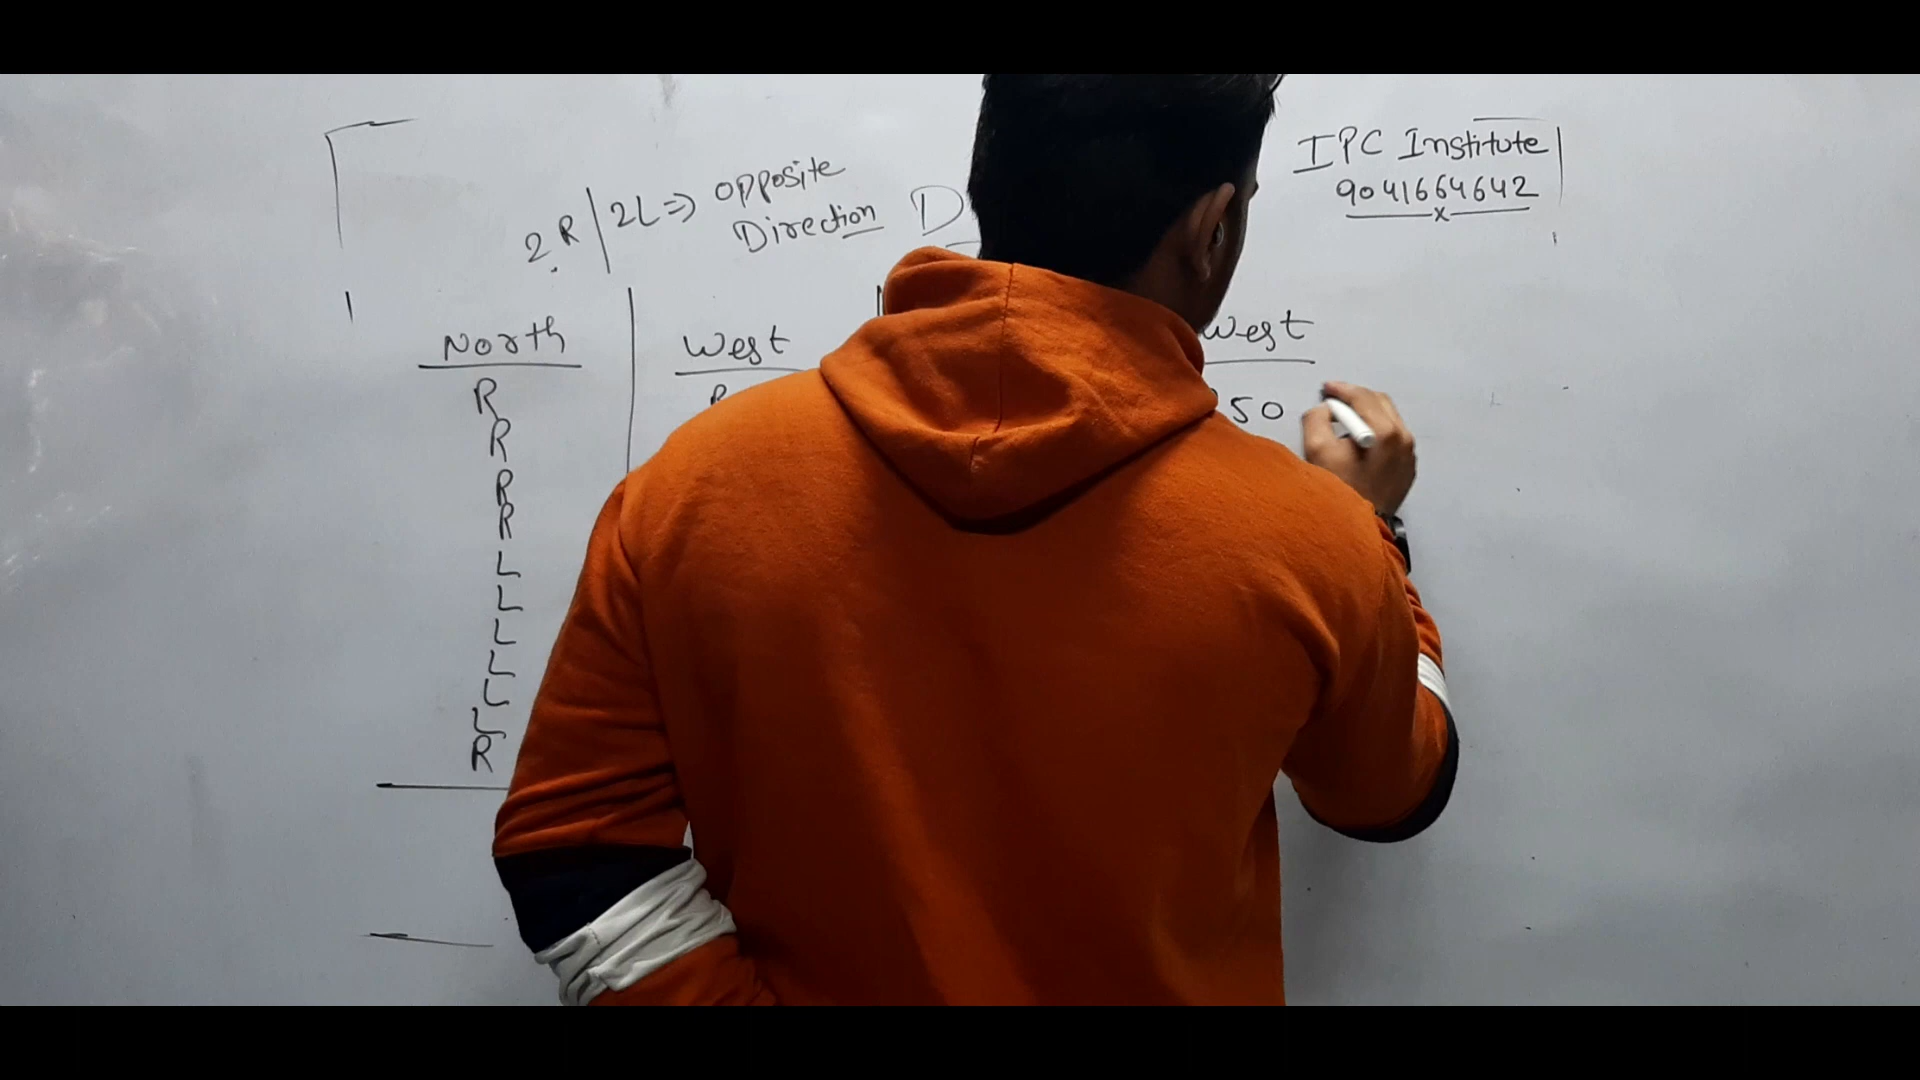 IPC Institute
9041664642
x
2R | 2L => opposite
Direction D
North
R
R
R
R
L
L
L
L
L
L
R
West
R
West
50